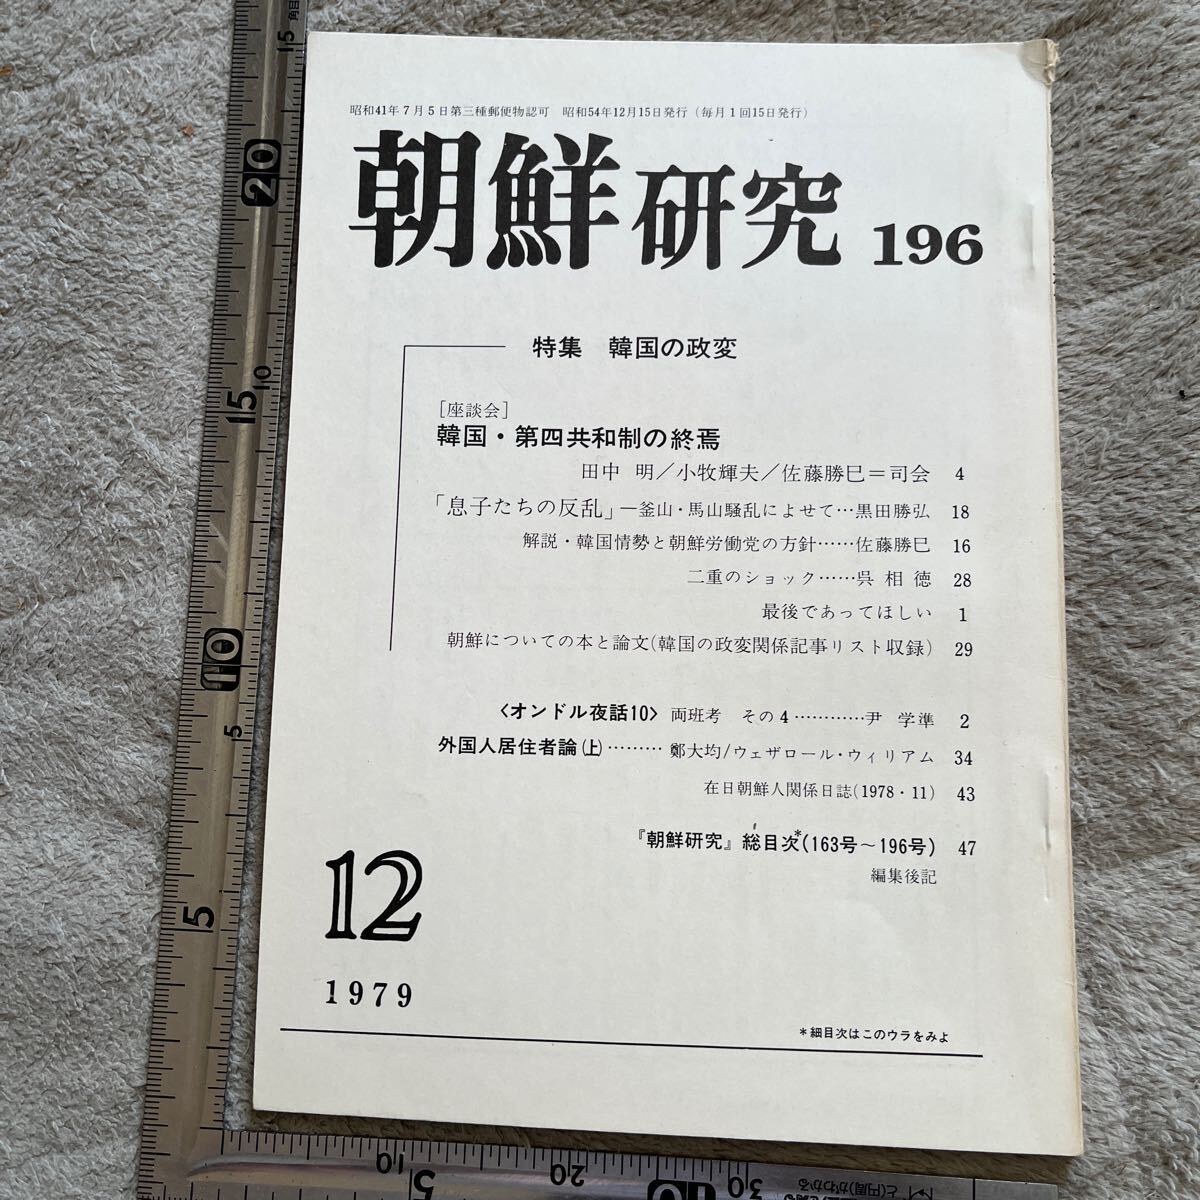 昭和41年7月5日第三種郵便物認可　昭和54年12月15日発行（毎月1回15日発行）
朝鮮研究 196
特集　韓国の政変
［座談会］
韓国・第四共和制の終焉
田中　明／小牧輝夫／佐藤勝巳＝司会　4
「息子たちの反乱」―釜山・馬山騒乱によせて…黒田勝弘　18
解説・韓国情勢と朝鮮労働党の方針……佐藤勝巳　16
二重のショック……呉 相 徳　28
最後であってほしい　1
朝鮮についての本と論文（韓国の政変関係記事リスト収録）　29
〈オンドル夜話10〉 両班考　その4…………尹　学準　2
外国人居住者論（上）………鄭大均/ウェザロール・ウィリアム　34
在日朝鮮人関係日誌(1978・11)　43
『朝鮮研究』総目次*(163号～196号)　47
編集後記
12
1979
＊細目次はこのウラをみよ
20
15
10
5
15
10
5
5
10
10
20
30